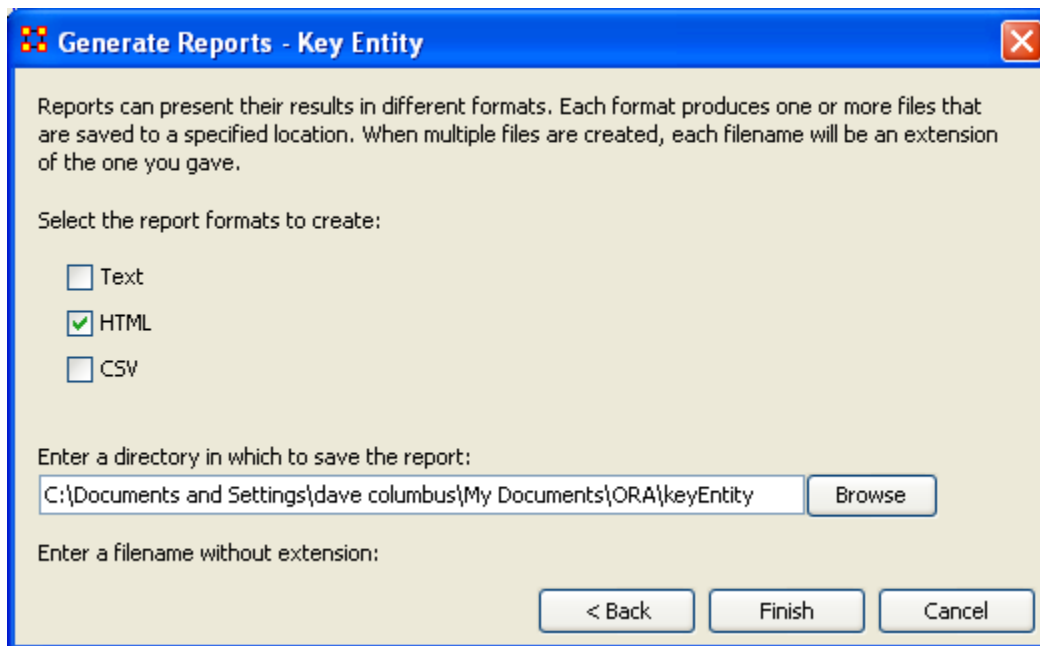 Generate Reports - Key Entity
Reports can present their results in different formats. Each format produces one or more files that
are saved to a specified location. When multiple files are created, each filename will be an extension
of the one you gave.
Select the report formats to create:
Text
HTML
CSV
Enter a directory in which to save the report:
C:\Documents and Settings\dave columbus\My Documents\ORA\keyEntity Browse
Enter a filename without extension:
< Back Finish Cancel